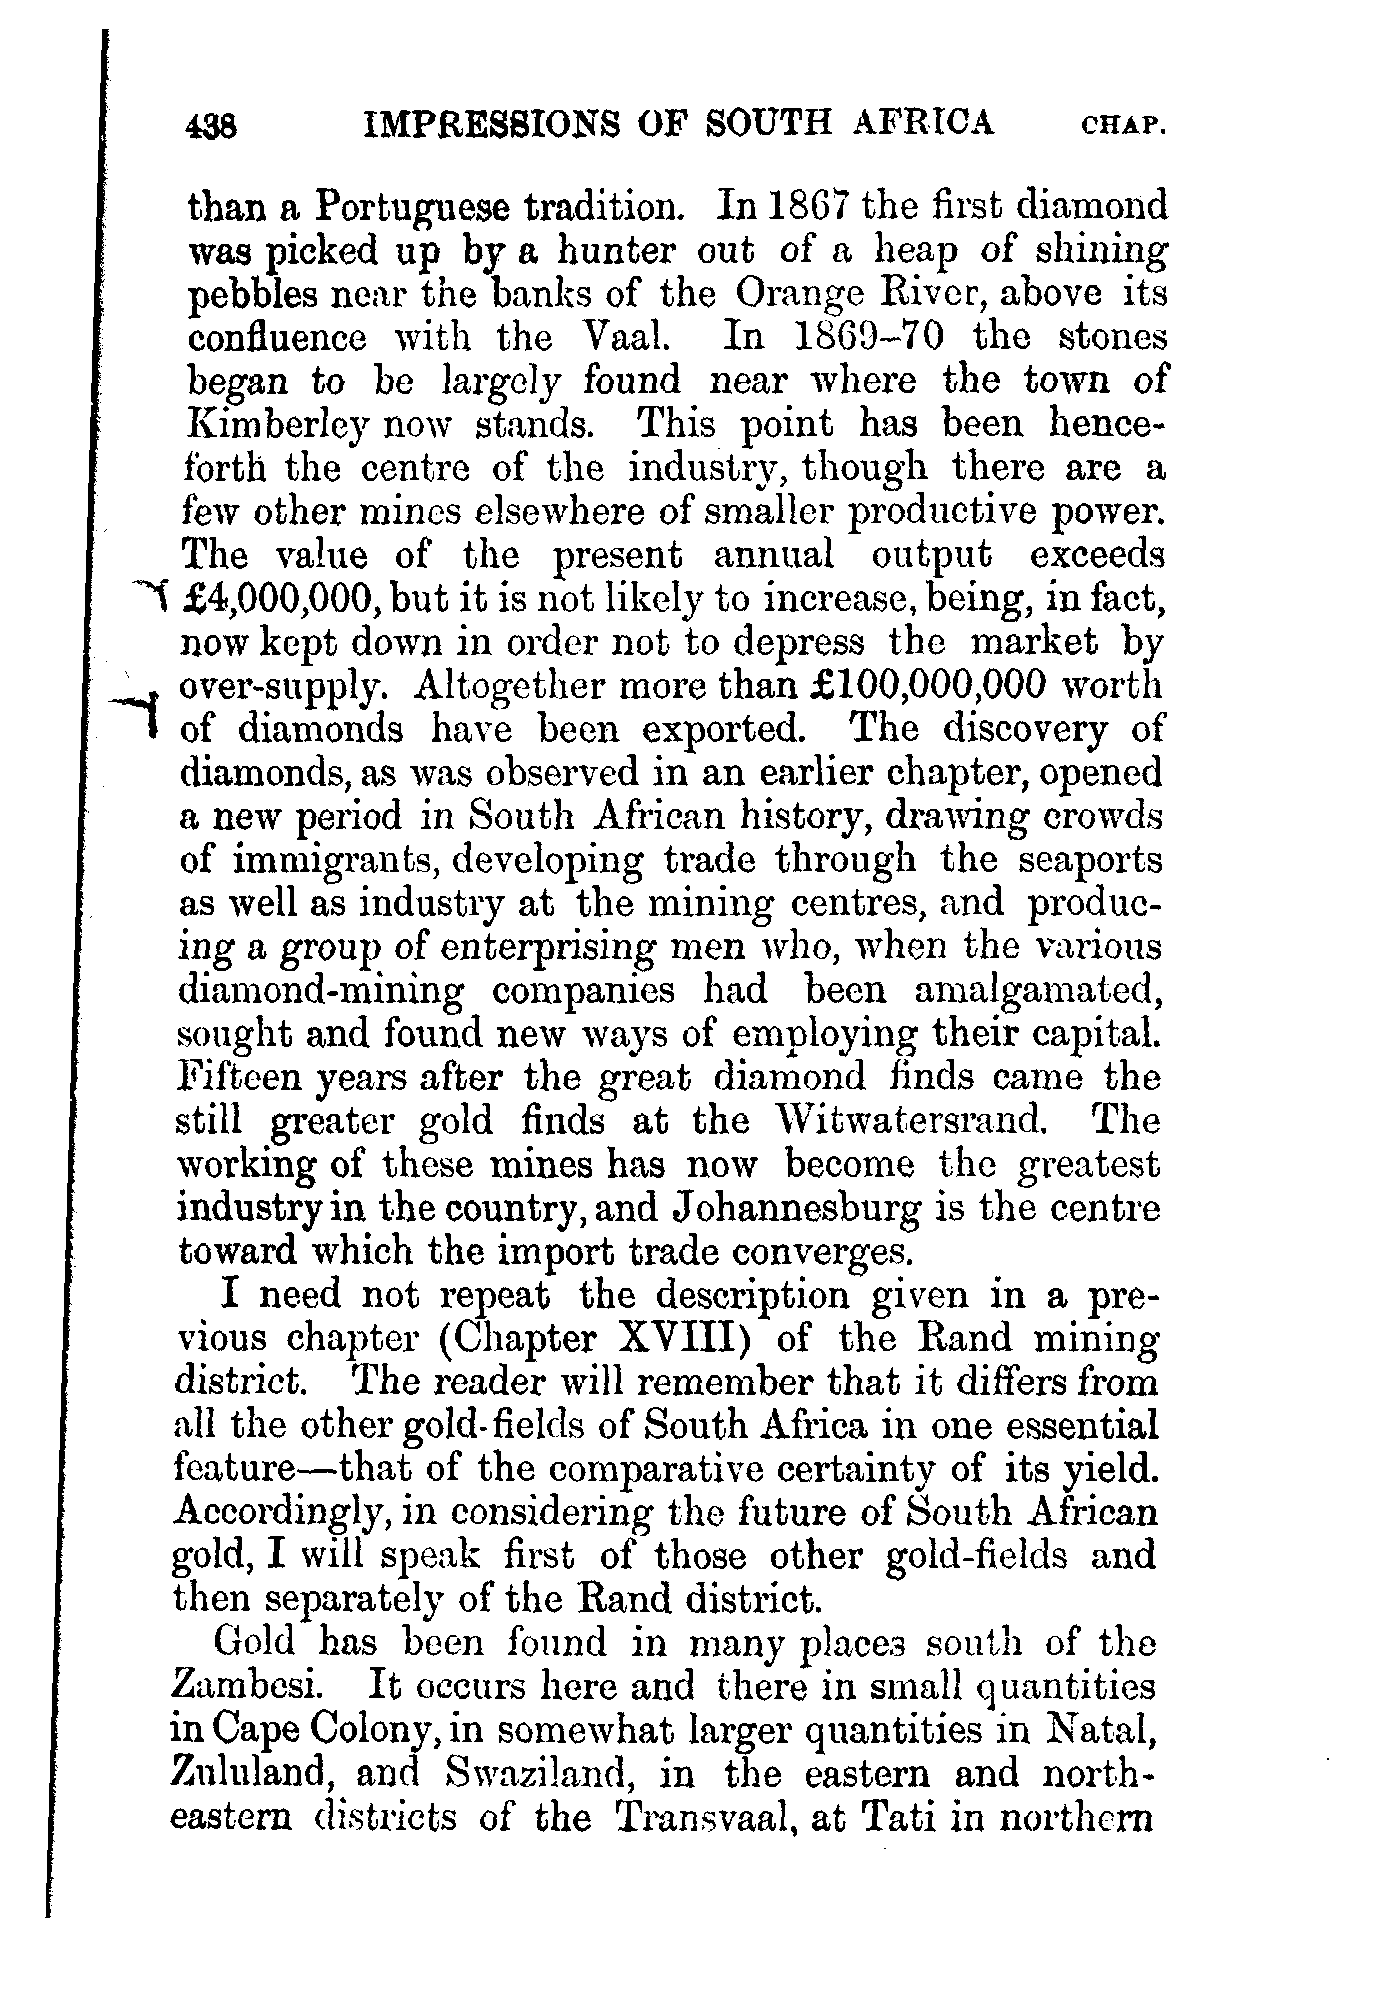 438 IMPRESSIONS OF SOUTH AFRICA CHAP.
than a Portuguese tradition. In 1867 the first diamond
was picked up by a hunter out of a heap of shining
pebbles near the banks of the Orange River, above its
confluence with the Vaal. In 1869–70 the stones
began to be largely found near where the town of
Kimberley now stands. This point has been hence-
forth the centre of the industry, though there are a
few other mines elsewhere of smaller productive power.
The value of the present annual output exceeds
£4,000,000, but it is not likely to increase, being, in fact,
now kept down in order not to depress the market by
over-supply. Altogether more than £100,000,000 worth
of diamonds have been exported. The discovery of
diamonds, as was observed in an earlier chapter, opened
a new period in South African history, drawing crowds
of immigrants, developing trade through the seaports
as well as industry at the mining centres, and produc-
ing a group of enterprising men who, when the various
diamond-mining companies had been amalgamated,
sought and found new ways of employing their capital.
Fifteen years after the great diamond finds came the
still greater gold finds at the Witwatersrand. The
working of these mines has now become the greatest
industry in the country, and Johannesburg is the centre
toward which the import trade converges.
I need not repeat the description given in a pre-
vious chapter (Chapter XVIII) of the Rand mining
district. The reader will remember that it differs from
all the other gold-fields of South Africa in one essential
feature—that of the comparative certainty of its yield.
Accordingly, in considering the future of South African
gold, I will speak first of those other gold-fields and
then separately of the Rand district.
Gold has been found in many places south of the
Zambesi. It occurs here and there in small quantities
in Cape Colony, in somewhat larger quantities in Natal,
Zululand, and Swaziland, in the eastern and north-
eastern districts of the Transvaal, at Tati in northern